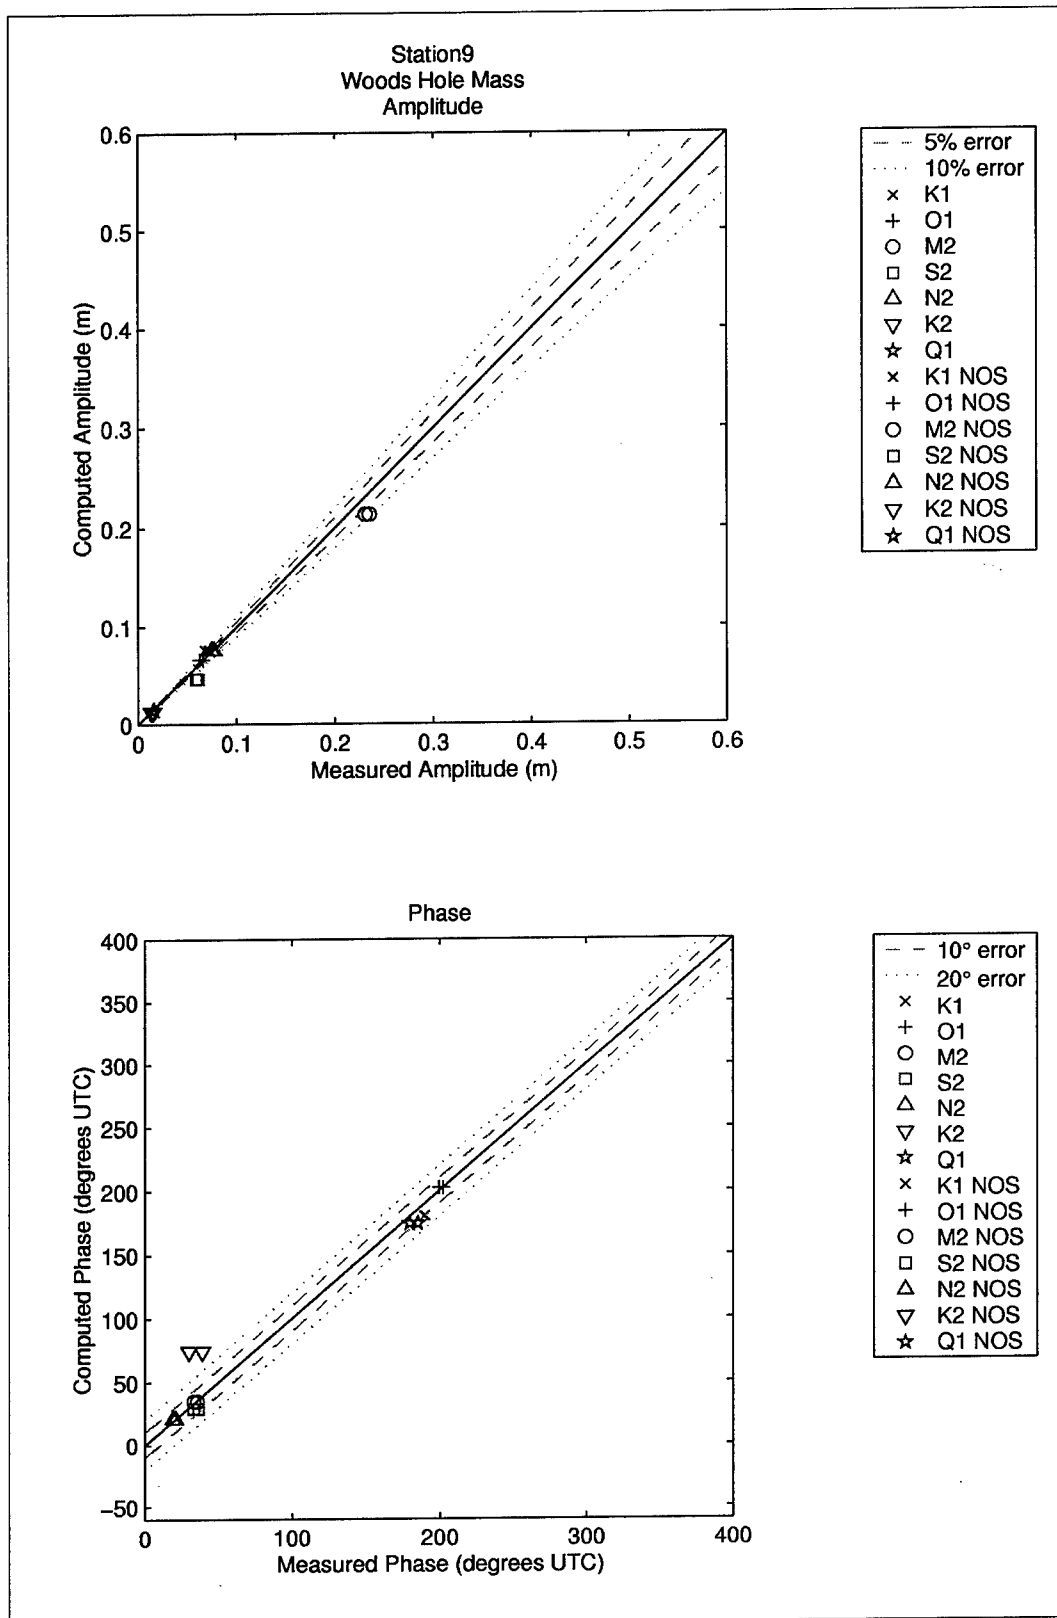 Station9
Woods Hole Mass
Amplitude
0.6
0.5
0.4
0.3
0.2
0.1
0
Computed Amplitude (m)
0
0.1
0.2
0.3
0.4
0.5
0.6
Measured Amplitude (m)
5% error
10% error
K1
O1
M2
S2
N2
K2
Q1
K1 NOS
O1 NOS
M2 NOS
S2 NOS
N2 NOS
K2 NOS
Q1 NOS
Phase
400
350
300
250
200
150
100
50
0
−50
Computed Phase (degrees UTC)
0
100
200
300
400
Measured Phase (degrees UTC)
10° error
20° error
K1
O1
M2
S2
N2
K2
Q1
K1 NOS
O1 NOS
M2 NOS
S2 NOS
N2 NOS
K2 NOS
Q1 NOS